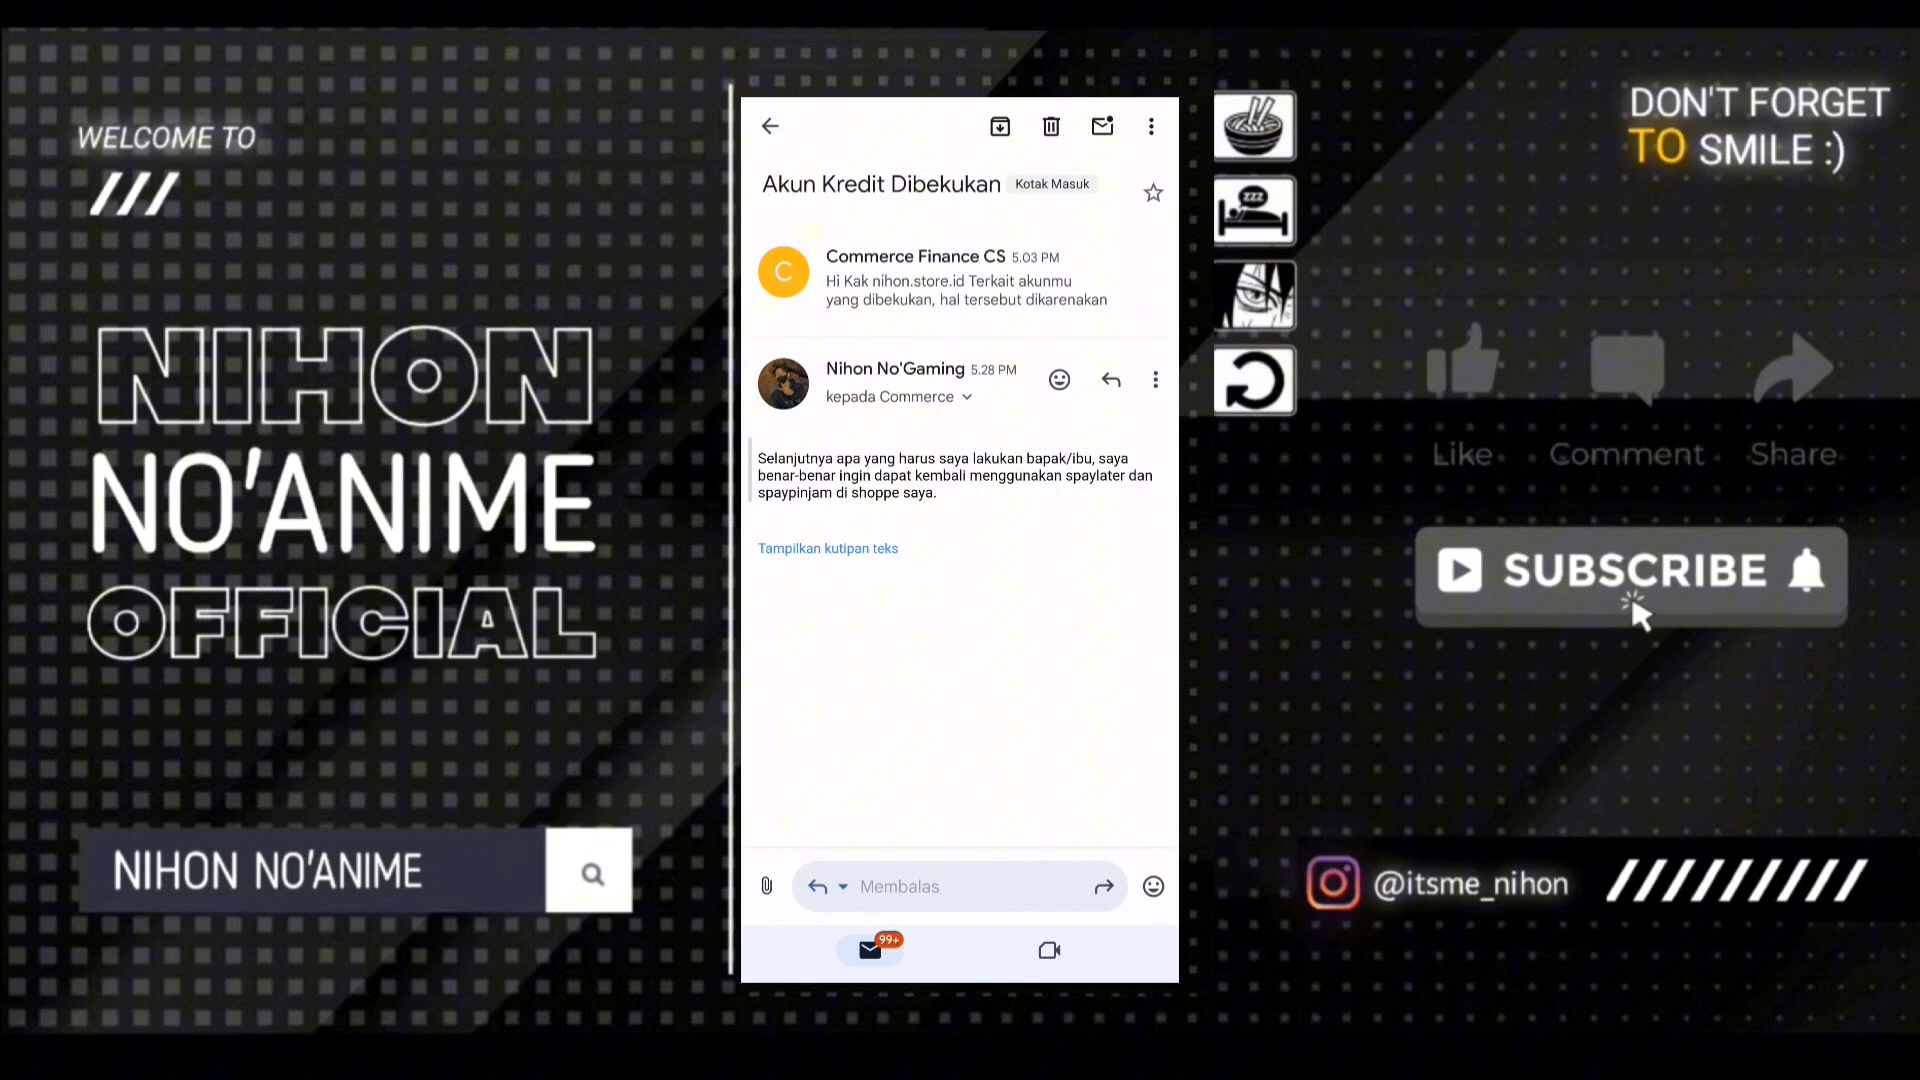 WELCOME TO
NIHON
NO'ANIME
OFFICIAL
NIHON NO'ANIME
Akun Kredit Dibekukan Kotak Masuk
C
Commerce Finance CS 5.03 PM
Hi Kak nihon.store.id Terkait akunmu
yang dibekukan, hal tersebut dikarenakan
Nihon No'Gaming 5.28 PM
kepada Commerce
Selanjutnya apa yang harus saya lakukan bapak/ibu, saya
benar-benar ingin dapat kembali menggunakan spaylater dan
spaypinjam di shoppe saya.
Tampilkan kutipan teks
Membalas
99+
zzz
DON'T FORGET
TO SMILE :)
Like Comment Share
SUBSCRIBE
@itsme_nihon